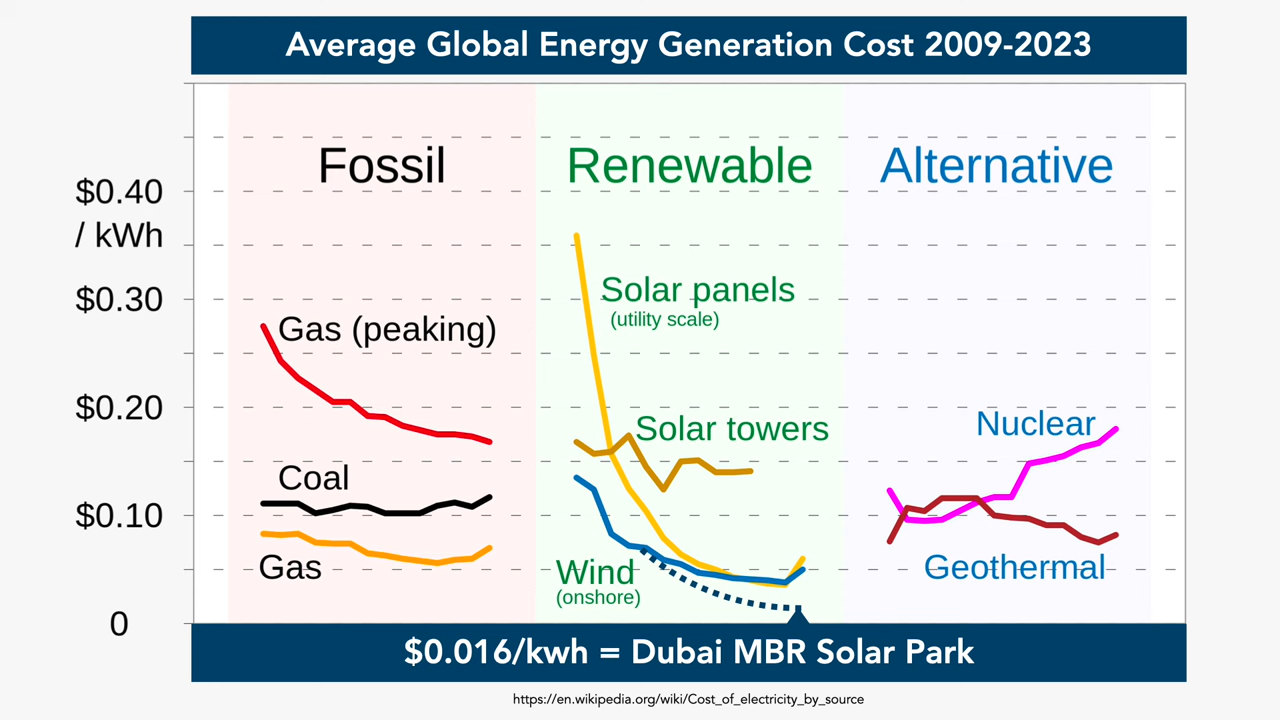 Average Global Energy Generation Cost 2009-2023
Fossil
Renewable
Alternative
$0.40
/ kWh
$0.30
$0.20
$0.10
0
Gas (peaking)
Coal
Gas
Solar panels
(utility scale)
Solar towers
Wind
(onshore)
Nuclear
Geothermal
$0.016/kwh = Dubai MBR Solar Park
https://en.wikipedia.org/wiki/Cost_of_electricity_by_source